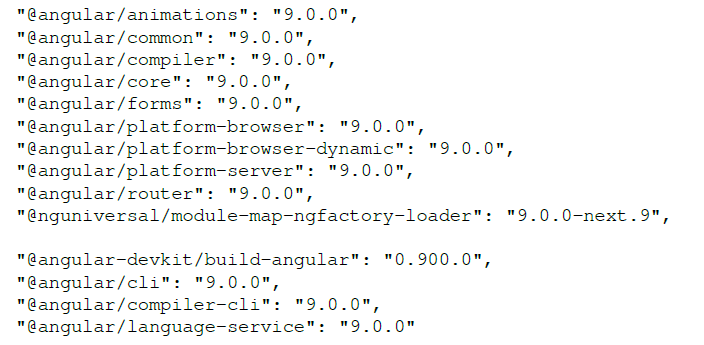 "@angular/animations": "9.0.0",
"@angular/common": "9.0.0",
"@angular/compiler": "9.0.0",
"@angular/core": "9.0.0",
"@angular/forms": "9.0.0",
"@angular/platform-browser": "9.0.0",
"@angular/platform-browser-dynamic": "9.0.0",
"@angular/platform-server": "9.0.0",
"@angular/router": "9.0.0",
"@nguniversal/module-map-ngfactory-loader": "9.0.0-next.9",
"@angular-devkit/build-angular": "0.900.0",
"@angular/cli": "9.0.0",
"@angular/compiler-cli": "9.0.0",
"@angular/language-service": "9.0.0"